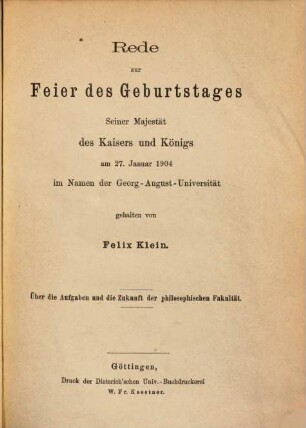 Rede
zur
Feier des Geburtstages
Seiner Majestät
des Kaisers und Königs
am 27. Januar 1904
im Namen der Georg-August-Universität
gehalten von
Felix Klein.
Über die Aufgaben und die Zukunft der philosophischen Fakultät.
Göttingen,
Druck der Dieterich'schen Univ.-Buchdruckerei
W. Fr. Kaestner.